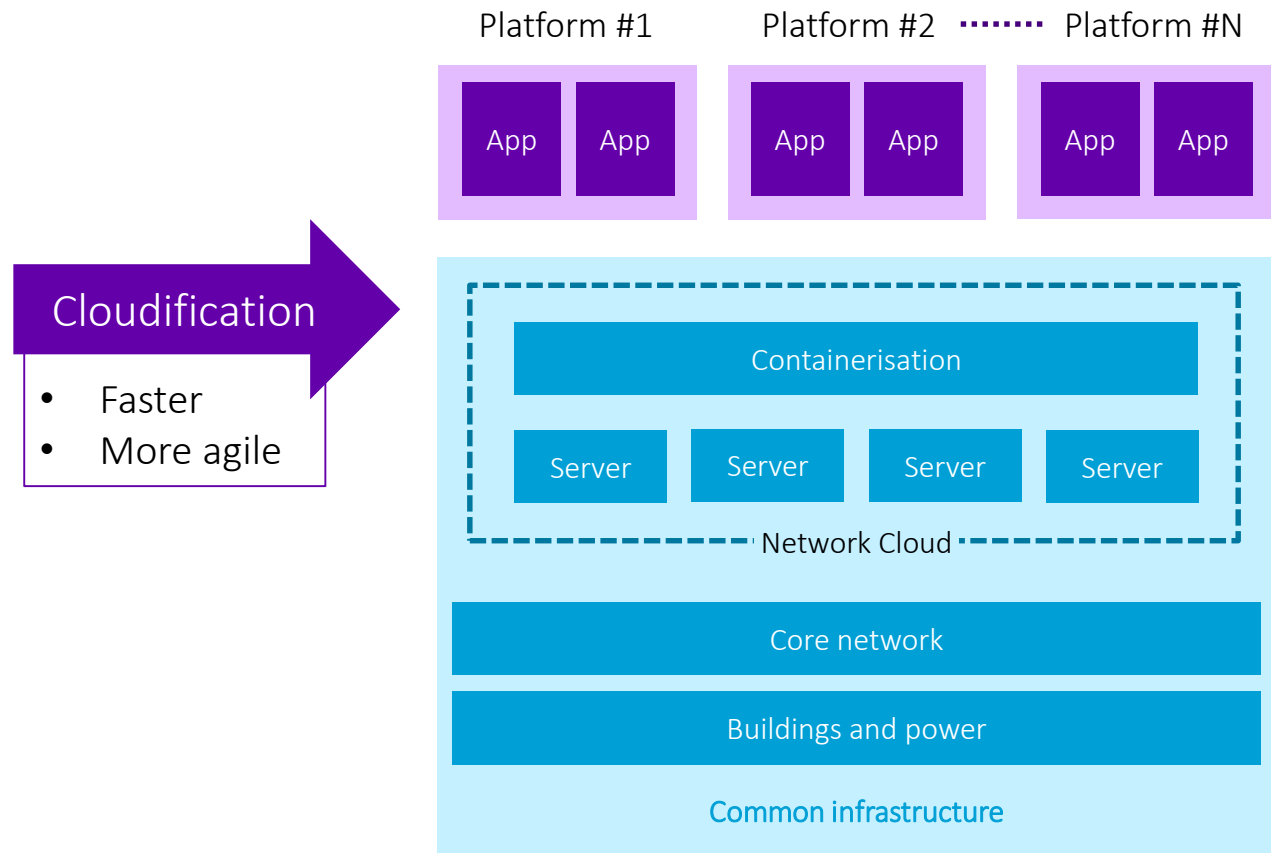 Platform #1
Platform #2
Platform #N
App
App
App
App
App
App
Cloudification
• Faster
• More agile
Containerisation
Server
Server
Server
Server
Network Cloud
Core network
Buildings and power
Common infrastructure